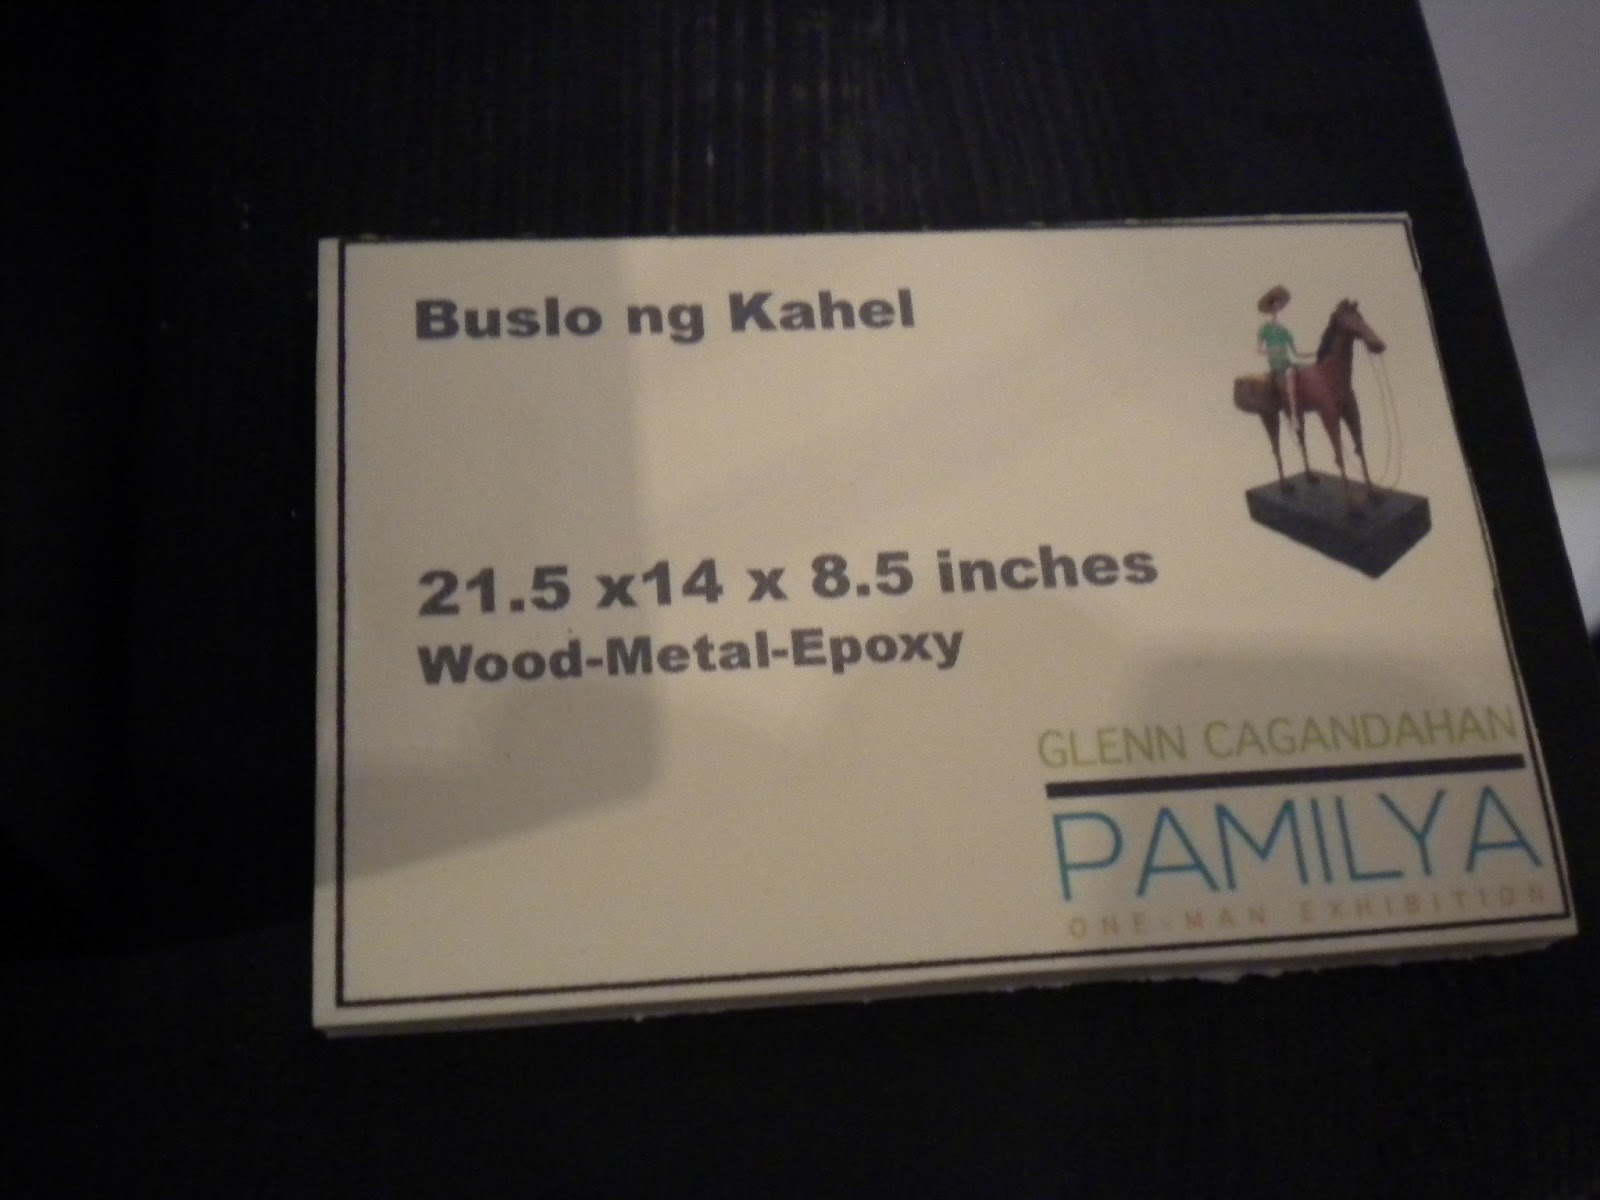 Buslo ng Kahel
21.5 x14 x 8.5 inches
Wood-Metal-Epoxy
GLENN CAGANDAHAN
PAMILYA
ONE-MAN EXHIBITION